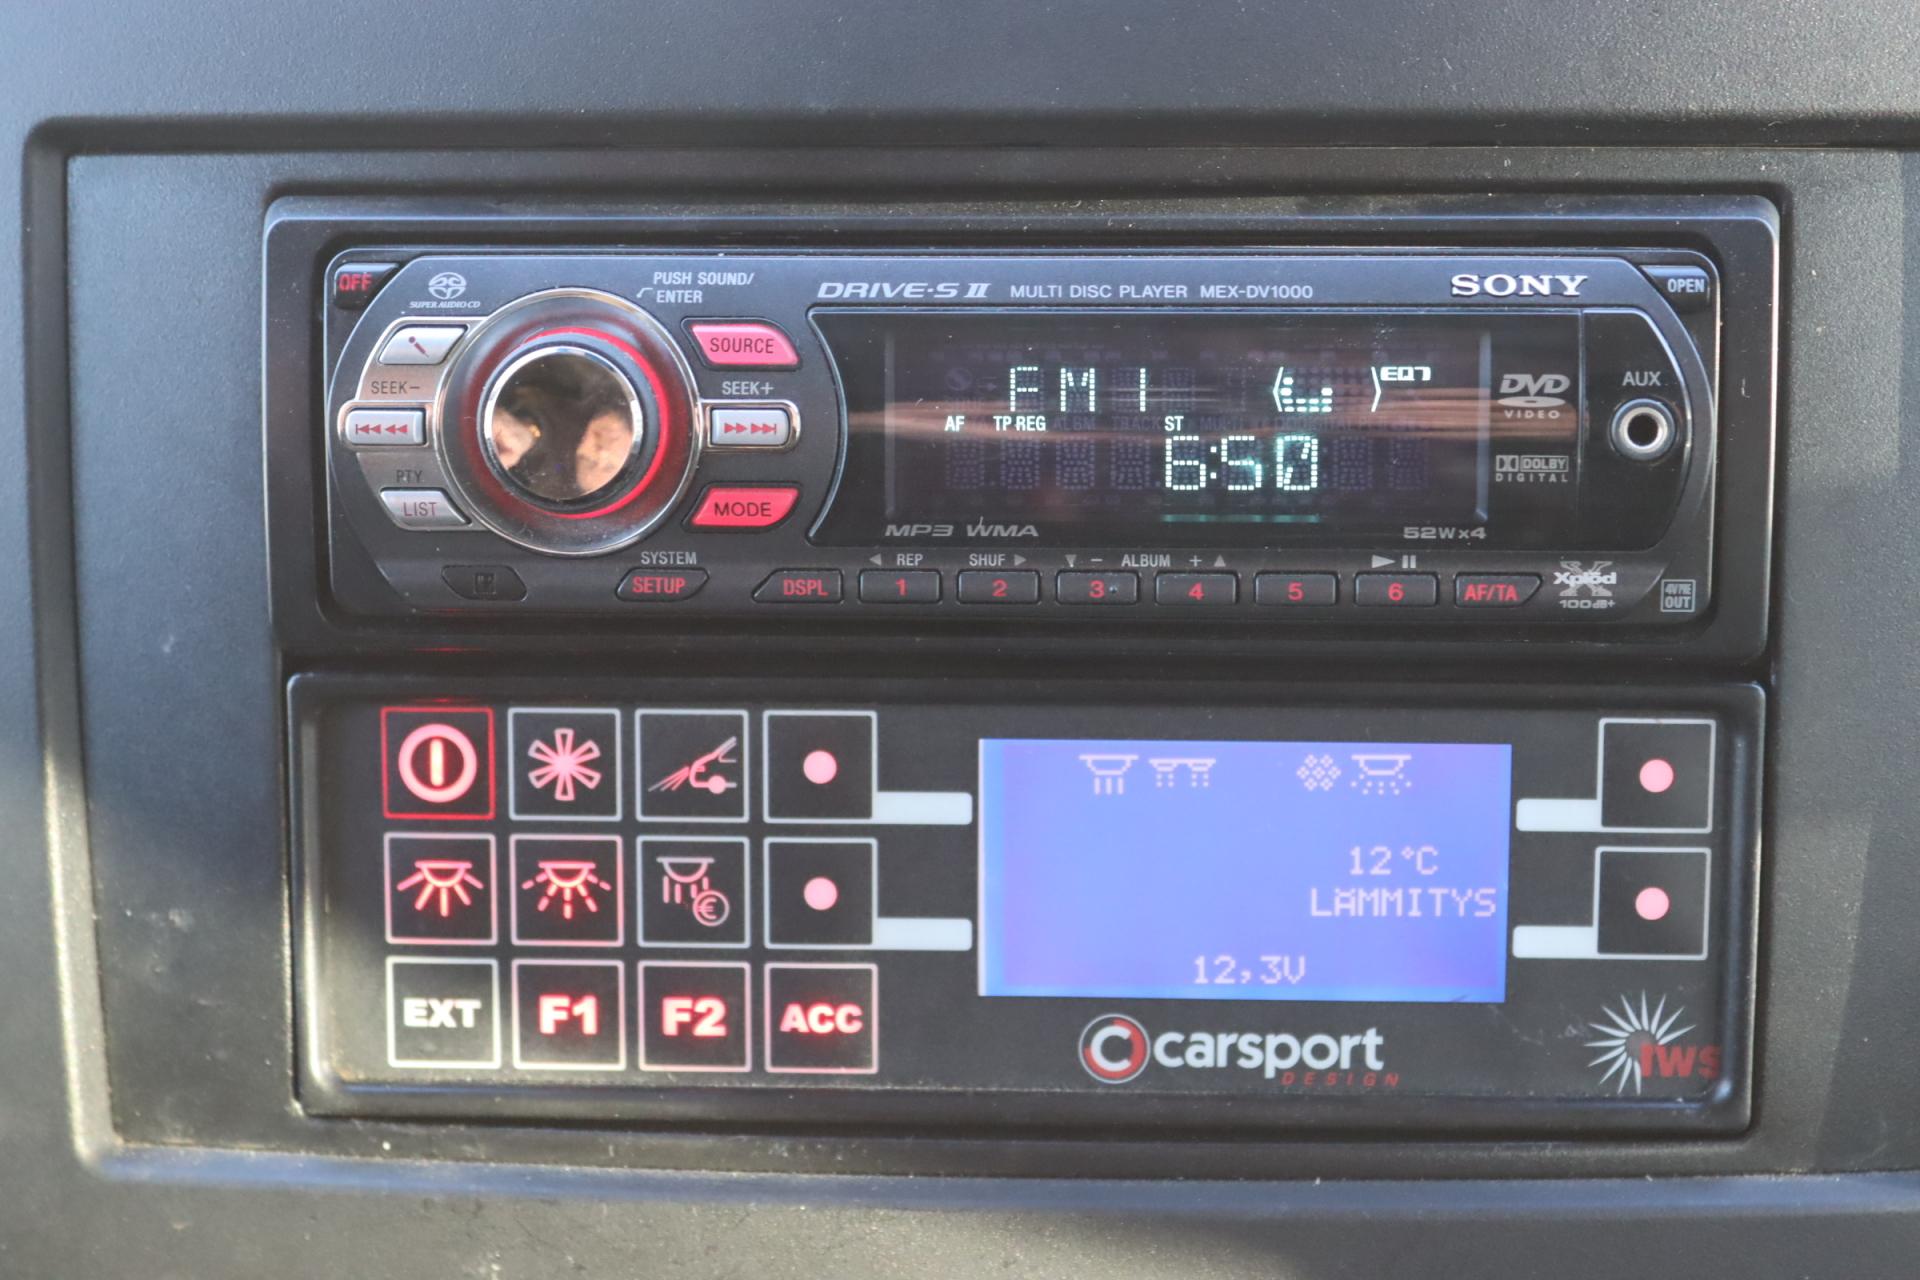 OFF
SUPER AUDIO CD
PUSH SOUND/
ENTER
DRIVE·S II MULTI DISC PLAYER MEX-DV1000
SONY
OPEN
SOURCE
SEEK−
SEEK+
FM1
EQ7
DVD
VIDEO
AUX
AF TP REG ST
6:50
PTY
LIST
MODE
DOLBY
DIGITAL
MP3 WMA
52W×4
SYSTEM
SETUP
DSPL
REP
SHUF
− ALBUM +
1 2 3 4 5 6
AF/TA
Xplod
100dB+
OUT
12°C
LÄMMITYS
12,3V
€
EXT F1 F2 ACC
carsport
DESIGN
iws